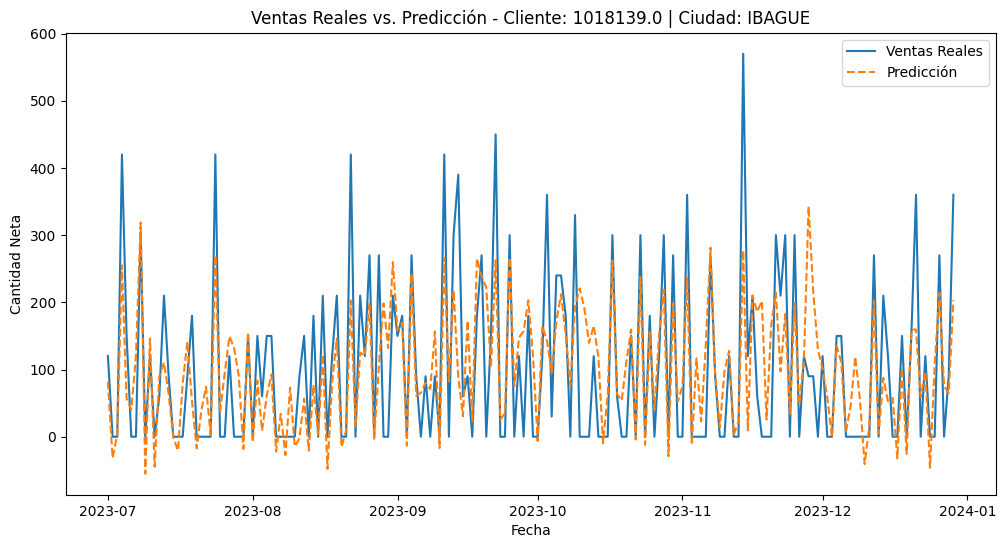 Ventas Reales vs. Predicción - Cliente: 1018139.0 | Ciudad: IBAGUE
Ventas Reales
Predicción
Cantidad Neta
600
500
400
300
200
100
0
2023-07
2023-08
2023-09
2023-10
2023-11
2023-12
2024-01
Fecha